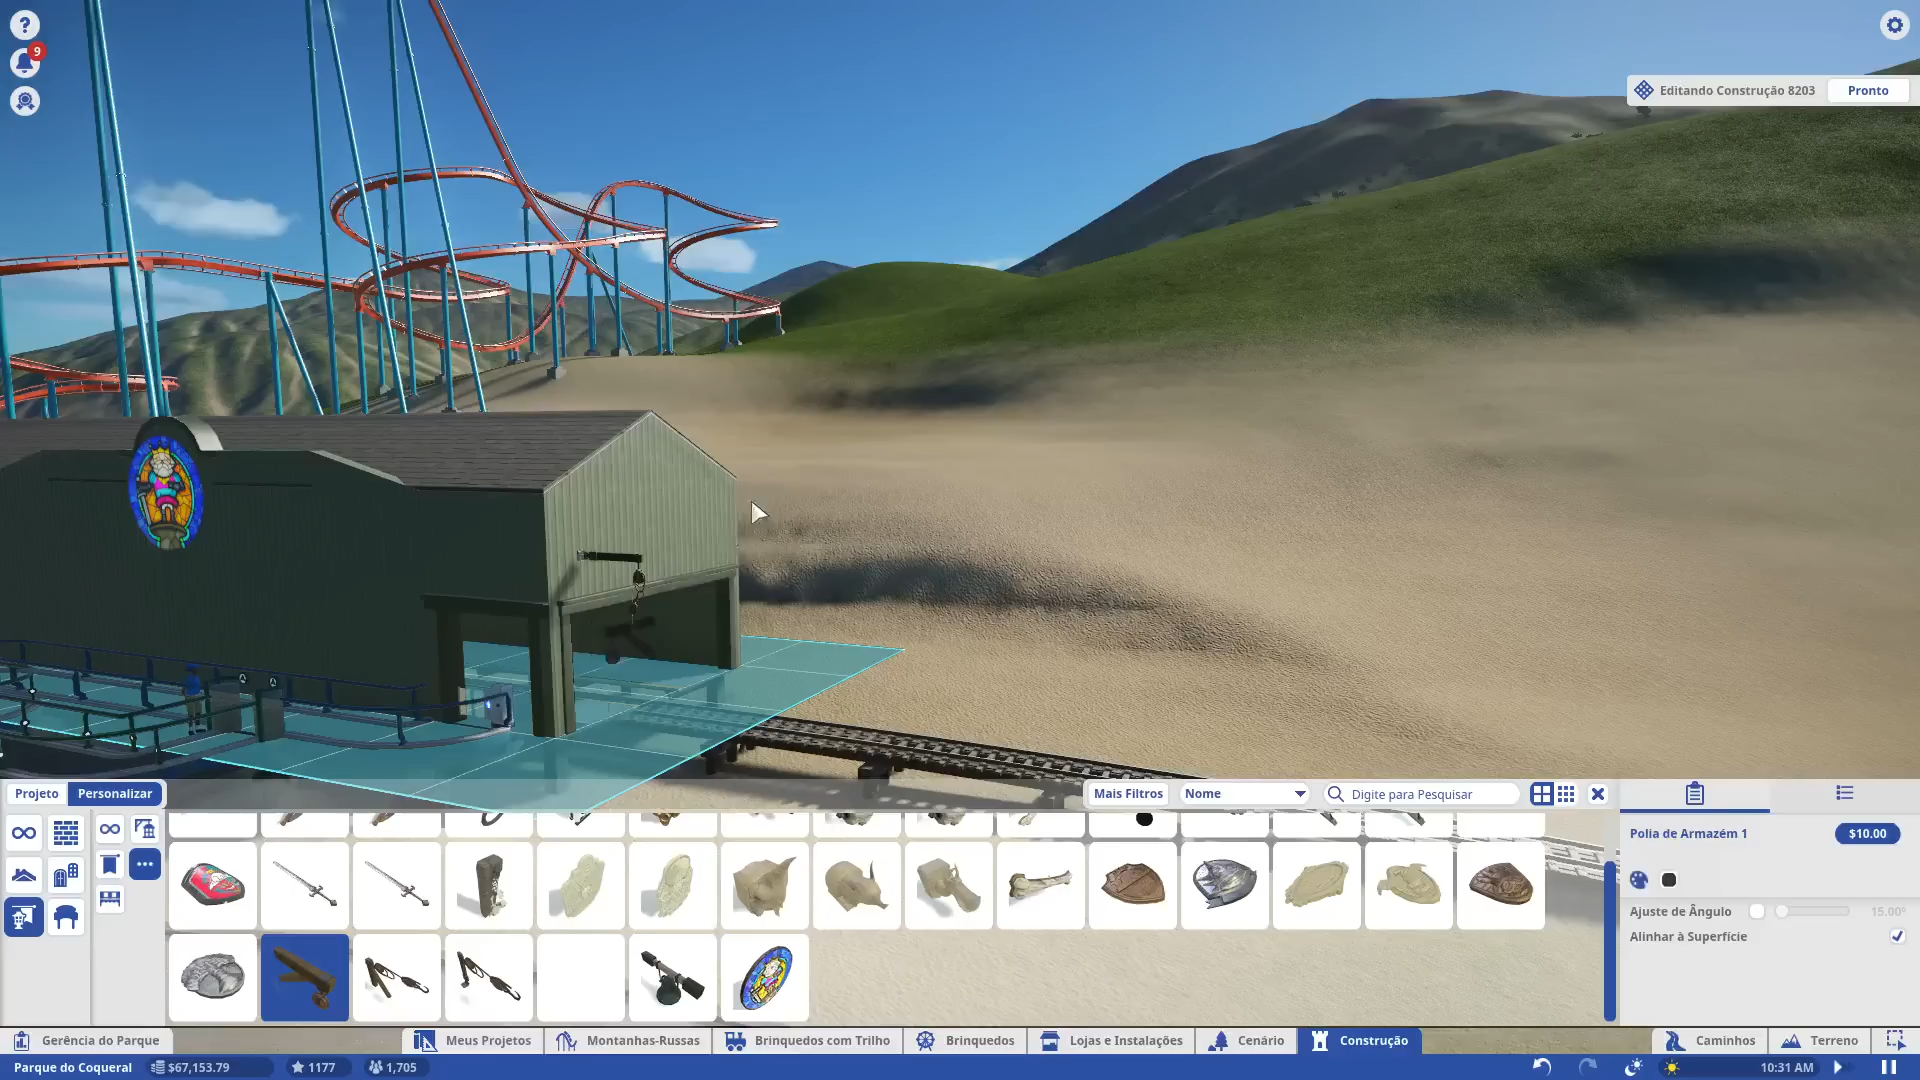 ?
9
Editando Construção 8203
Pronto
Projeto
Personalizar
Mais Filtros
Nome
Digite para Pesquisar
Polia de Armazém 1
$10.00
Ajuste de Ângulo
15.00º
Alinhar à Superfície
Gerência do Parque
Meus Projetos
Montanhas-Russas
Brinquedos com Trilho
Brinquedos
Lojas e Instalações
Cenário
Construção
Caminhos
Terreno
Parque do Coqueral
$67,153.79
1177
1,705
10:31 AM